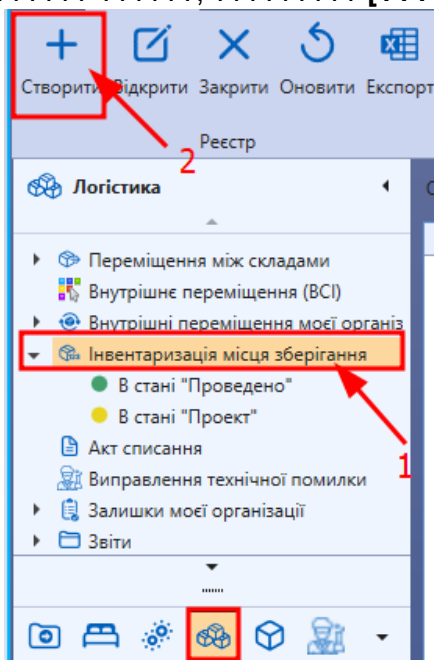 Створити Відкрити Закрити Оновити Експорт
Реєстр
2
Логістика
Переміщення між складами
Внутрішнє переміщення (ВСІ)
Внутрішні переміщення моєї організ
Інвентаризація місця зберігання
В стані "Проведено"
В стані "Проект"
1
Акт списання
Виправлення технічної помилки
Залишки моєї організації
Звіти